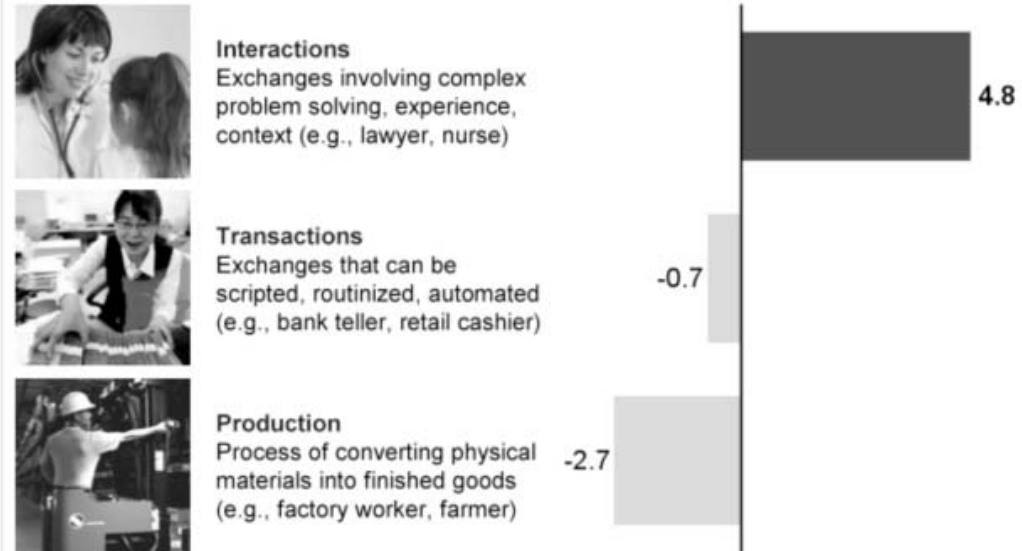 Interactions
Exchanges involving complex
problem solving, experience,
context (e.g., lawyer, nurse)
4.8
Transactions
Exchanges that can be
scripted, routinized, automated
(e.g., bank teller, retail cashier)
-0.7
Production
Process of converting physical
materials into finished goods
(e.g., factory worker, farmer)
-2.7